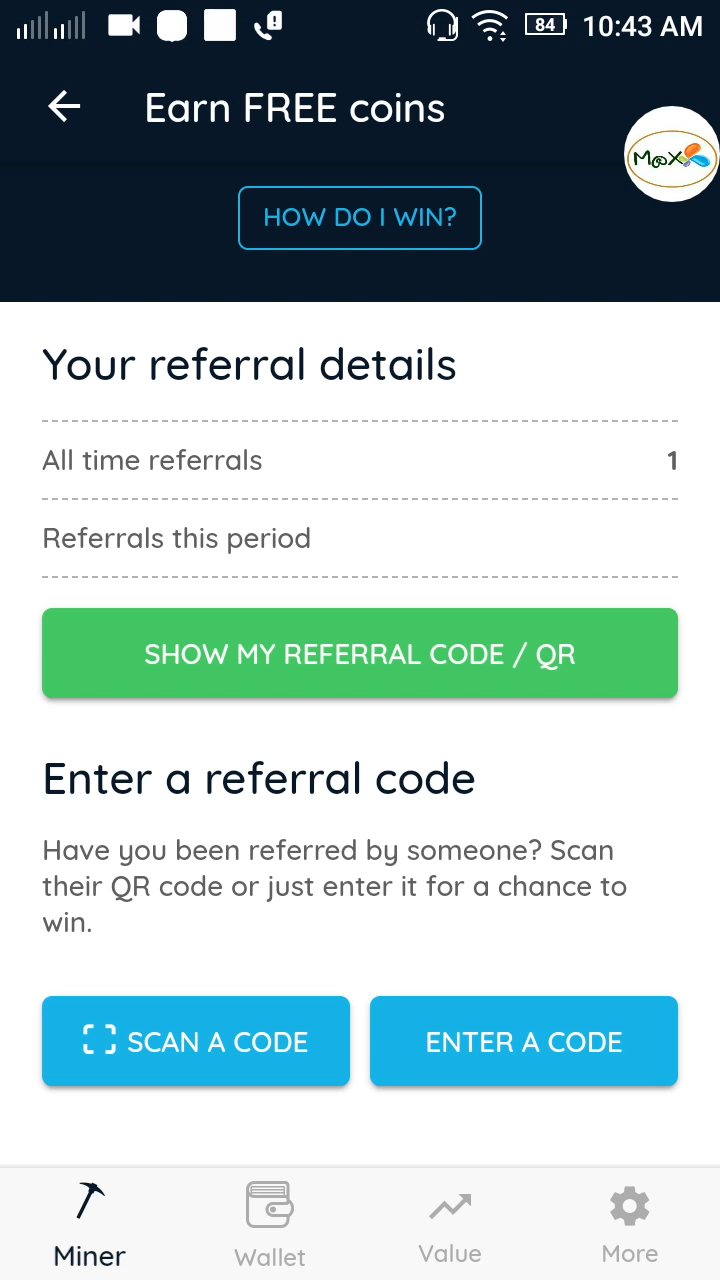 84 10:43 AM
Earn FREE coins
M@X
HOW DO I WIN?
Your referral details
All time referrals 1
Referrals this period
SHOW MY REFERRAL CODE / QR
Enter a referral code
Have you been referred by someone? Scan
their QR code or just enter it for a chance to
win.
SCAN A CODE ENTER A CODE
Miner Wallet Value More